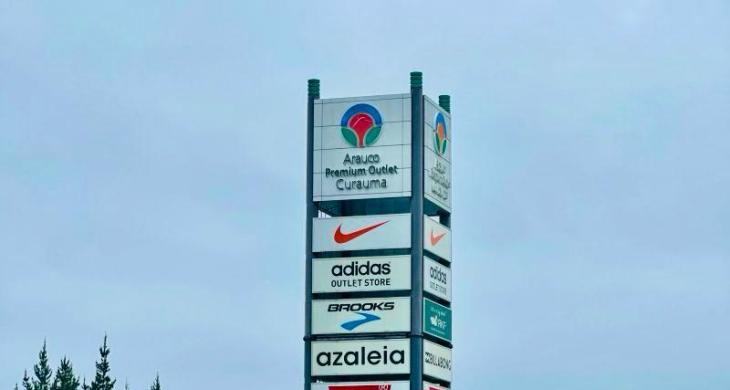 Arauco
Premium Outlet
Curauma
adidas
OUTLET STORE
BROOKS
azaleia
adidas
OUTLET STORE
BILLABONG